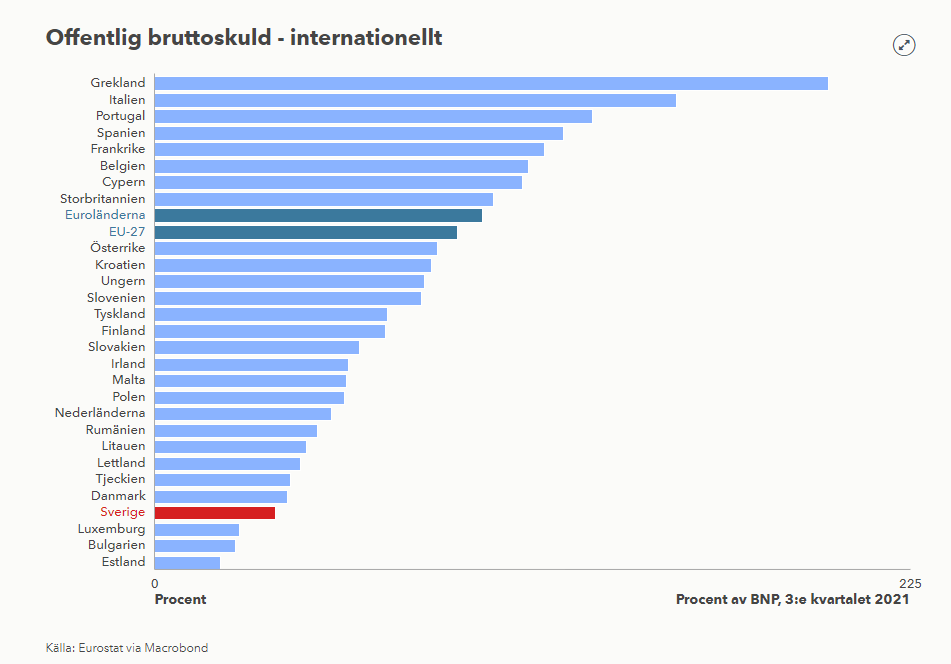 Offentlig bruttoskuld - internationellt
Grekland
Italien
Portugal
Spanien
Frankrike
Belgien
Cypern
Storbritannien
Euroländerna
EU-27
Österrike
Kroatien
Ungern
Slovenien
Tyskland
Finland
Slovakien
Irland
Malta
Polen
Nederländerna
Rumänien
Litauen
Lettland
Tjeckien
Danmark
Sverige
Luxemburg
Bulgarien
Estland
0 225
Procent Procent av BNP, 3:e kvartalet 2021
Källa: Eurostat via Macrobond